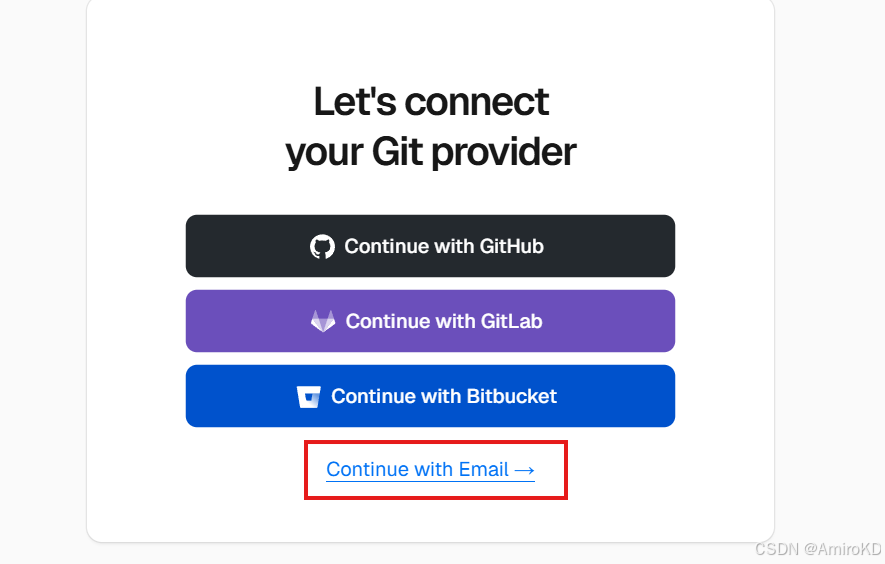 Let's connect
your Git provider
Continue with GitHub
Continue with GitLab
Continue with Bitbucket
Continue with Email →
CSDN @AmiroKD